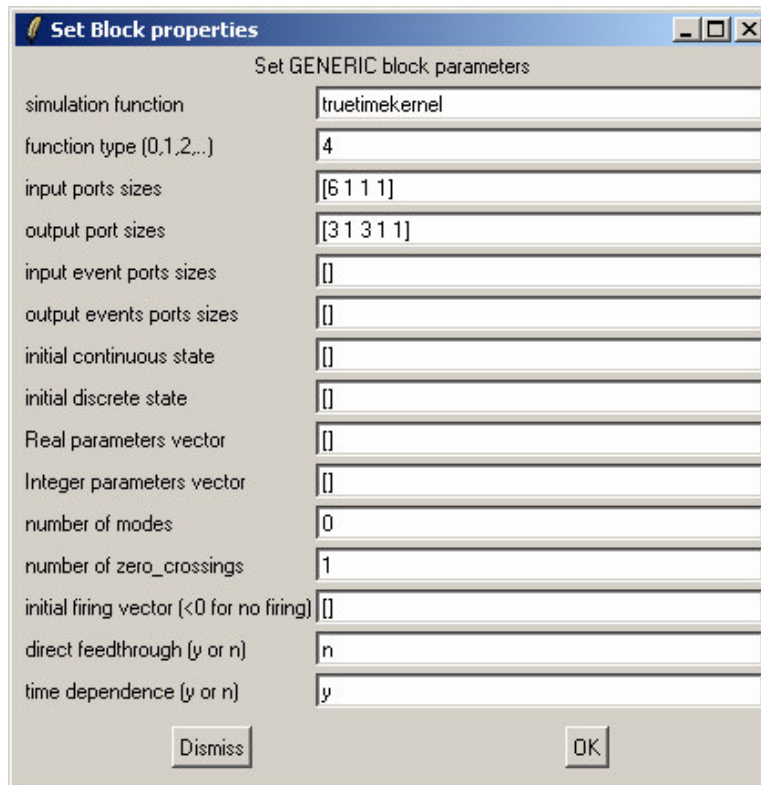 Set Block properties
Set GENERIC block parameters
simulation function truetimekernel
function type (0,1,2,..) 4
input ports sizes [6 1 1 1]
output port sizes [3 1 3 1 1]
input event ports sizes []
output events ports sizes []
initial continuous state []
initial discrete state []
Real parameters vector []
Integer parameters vector []
number of modes 0
number of zero_crossings 1
initial firing vector (<0 for no firing) []
direct feedthrough (y or n) n
time dependence (y or n) y
Dismiss OK